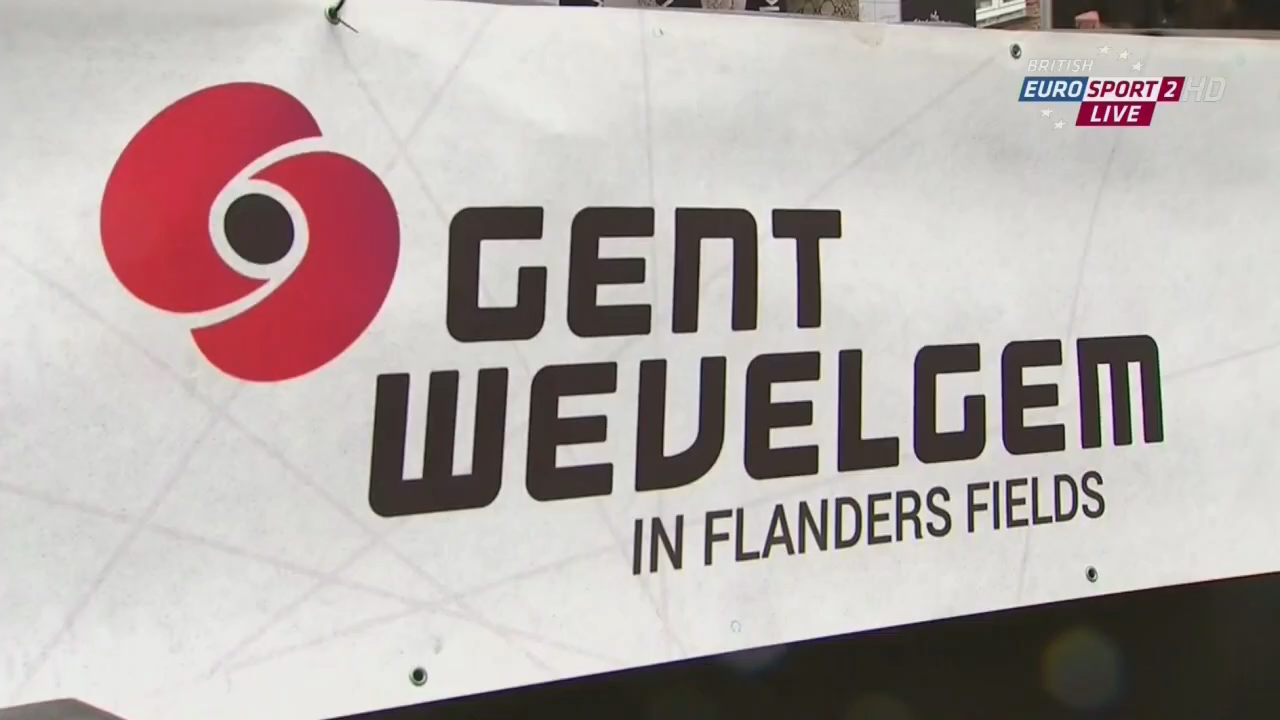 BRITISH
EUROSPORT 2 HD
LIVE
GENT
WEVELGEM
IN FLANDERS FIELDS